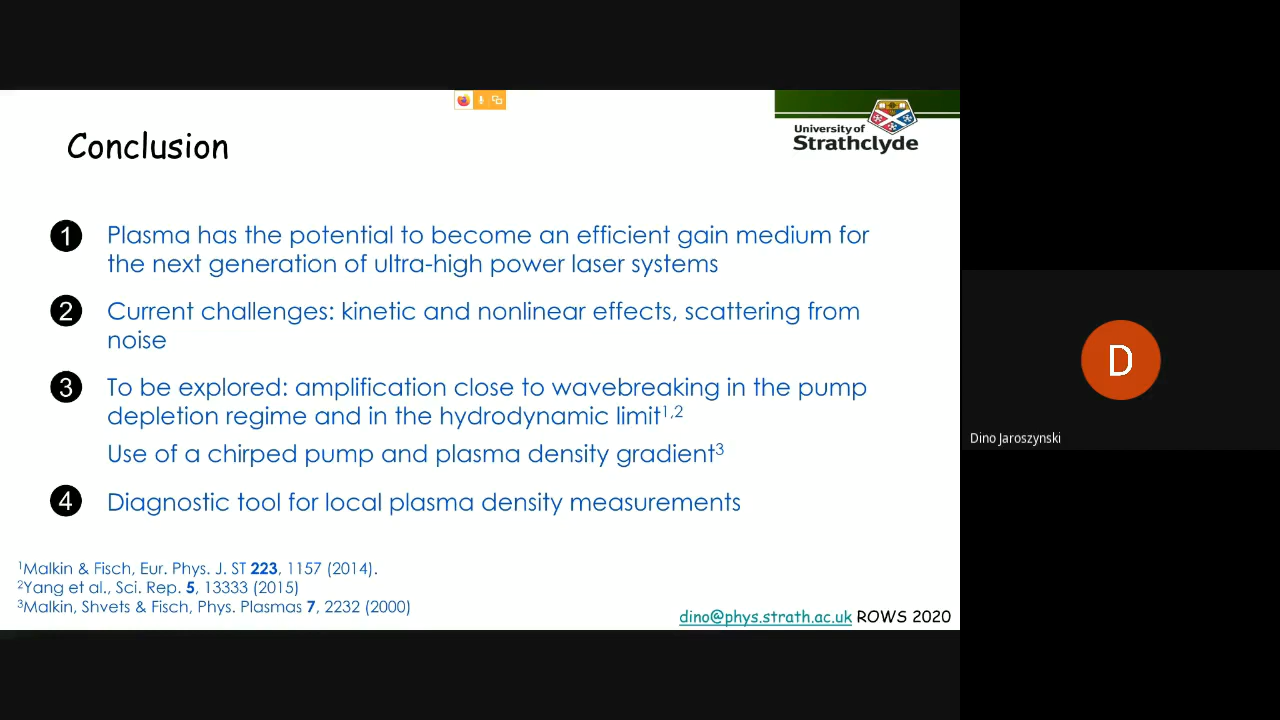 University of
Strathclyde
Conclusion
1 Plasma has the potential to become an efficient gain medium for
the next generation of ultra-high power laser systems
2 Current challenges: kinetic and nonlinear effects, scattering from
noise
3 To be explored: amplification close to wavebreaking in the pump
depletion regime and in the hydrodynamic limit1,2
Use of a chirped pump and plasma density gradient3
4 Diagnostic tool for local plasma density measurements
1Malkin & Fisch, Eur. Phys. J. ST 223, 1157 (2014).
2Yang et al., Sci. Rep. 5, 13333 (2015)
3Malkin, Shvets & Fisch, Phys. Plasmas 7, 2232 (2000)
dino@phys.strath.ac.uk ROWS 2020
D
Dino Jaroszynski